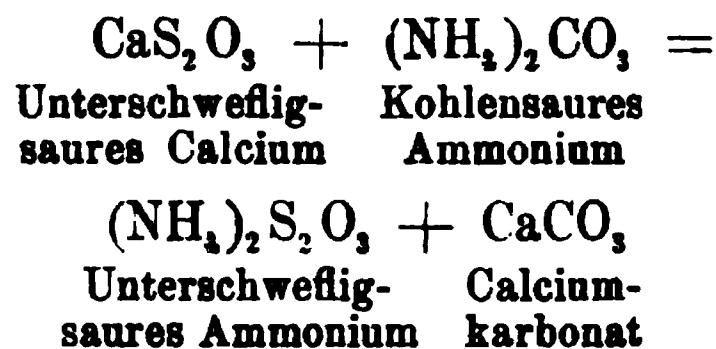 CaS₂O₃ + (NH₄)₂CO₃ =
Unterschweflig- Kohlensaures
saures Calcium Ammonium
(NH₄)₂S₂O₃ + CaCO₃
Unterschweflig- Calcium-
saures Ammonium karbonat